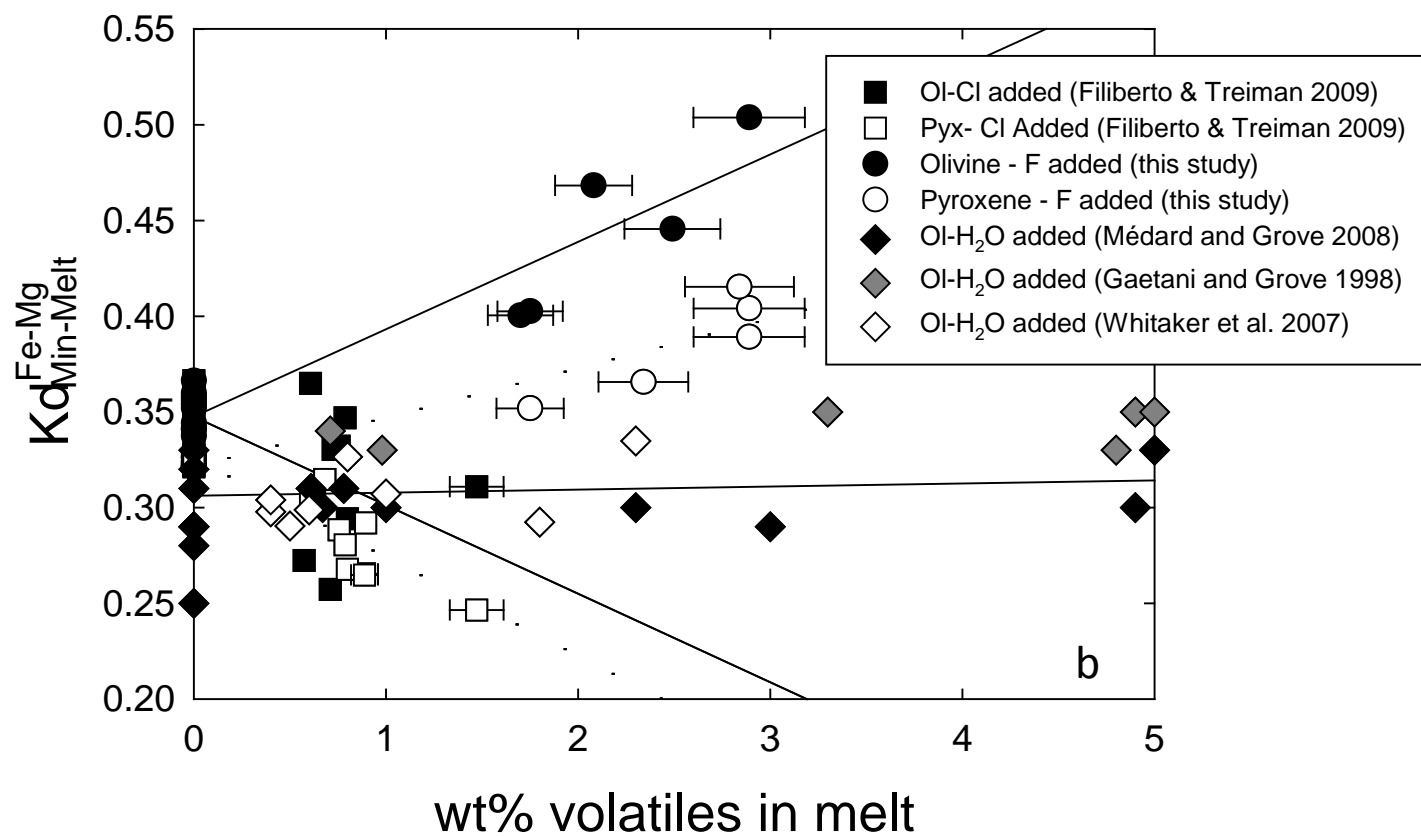 0.55
0.50
0.45
0.40
0.35
0.30
0.25
0.20
Kd Fe-Mg Min-Melt
Ol-Cl added (Filiberto & Treiman 2009)
Pyx- Cl Added (Filiberto & Treiman 2009)
Olivine - F added (this study)
Pyroxene - F added (this study)
Ol-H2O added (Médard and Grove 2008)
Ol-H2O added (Gaetani and Grove 1998)
Ol-H2O added (Whitaker et al. 2007)
b
0 1 2 3 4 5
wt% volatiles in melt